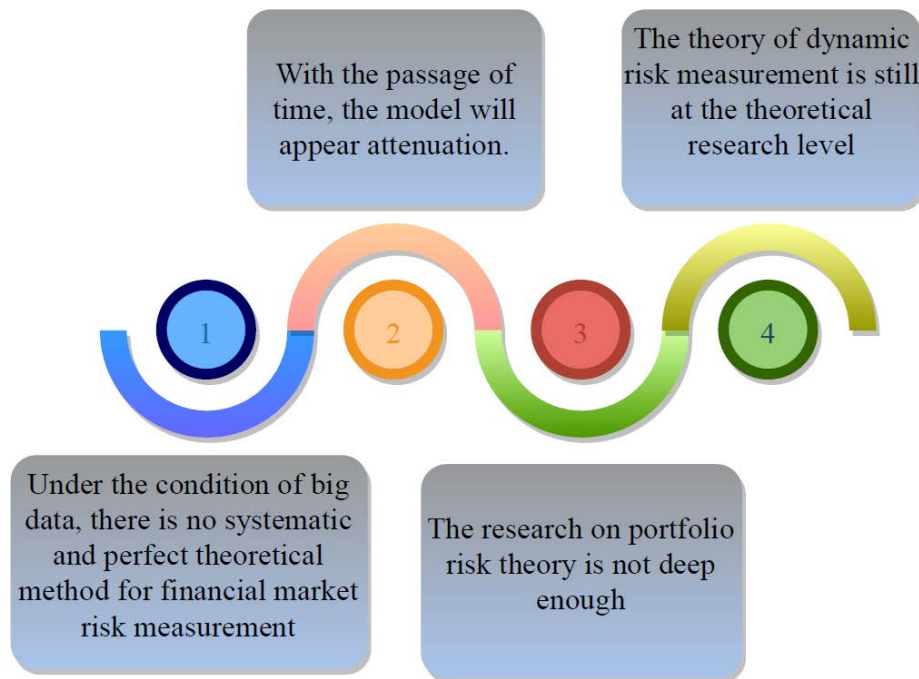 With the passage of
time, the model will
appear attenuation.
The theory of dynamic
risk measurement is still
at the theoretical
research level
1
2
3
4
Under the condition of big
data, there is no systematic
and perfect theoretical
method for financial market
risk measurement
The research on portfolio
risk theory is not deep
enough